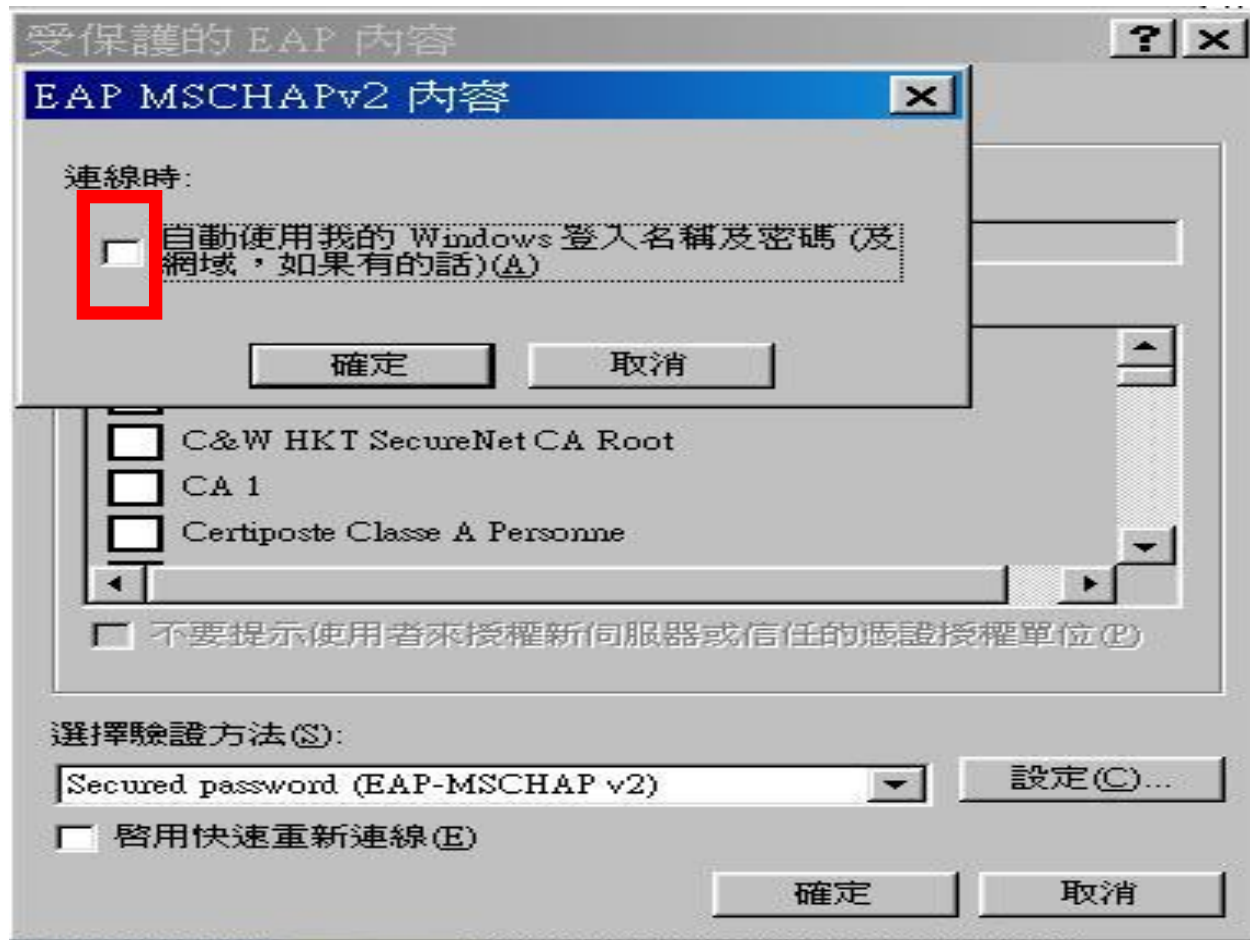 受保護的 EAP 內容
EAP MSCHAPv2 內容
連線時:
自動使用我的 Windows 登入名稱及密碼 (及
網域，如果有的話)(A)
確定
取消
C&W HKT SecureNet CA Root
CA 1
Certiposte Classe A Personne
不要提示使用者來授權新伺服器或信任的憑證授權單位(P)
選擇驗證方法(S):
Secured password (EAP-MSCHAP v2)
設定(C)...
啓用快速重新連線(E)
確定
取消